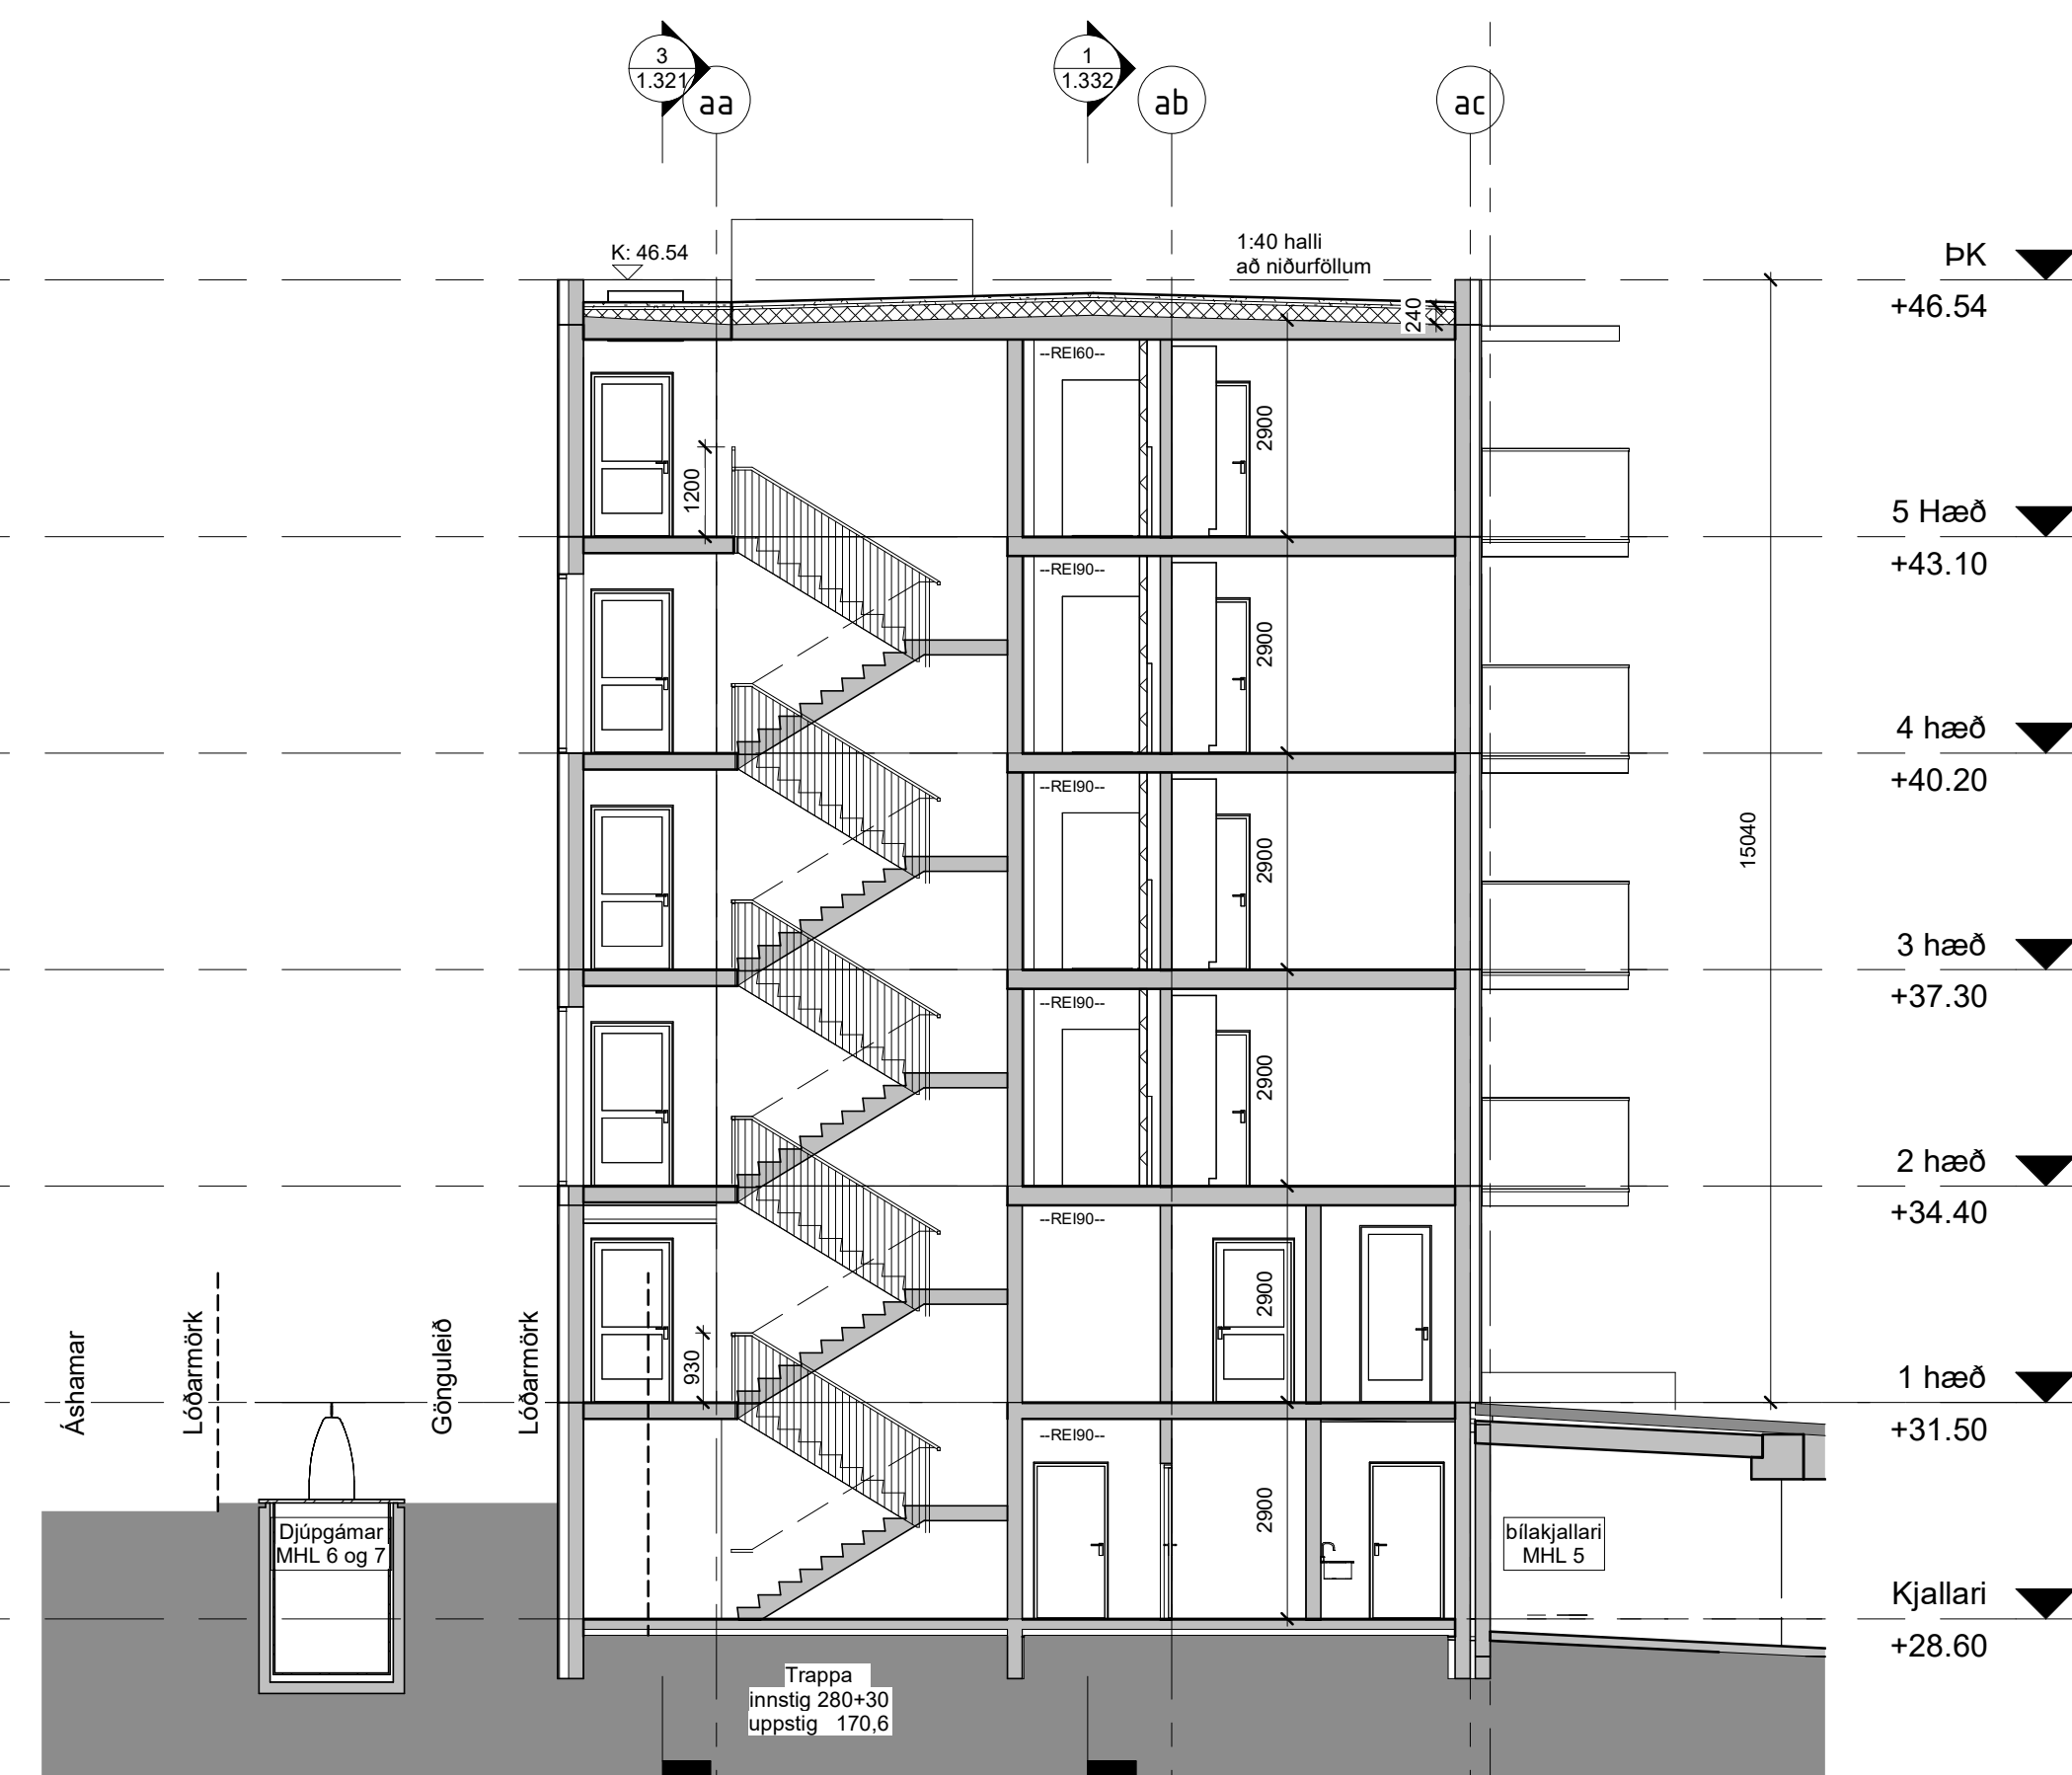 3
1.321
aa
1
1.332
ab
ac
K: 46.54
1:40 halli
að niðurföllum
ÞK
+46.54
240
--REI60--
2900
1200
5 Hæð
+43.10
--REI90--
2900
4 hæð
+40.20
--REI90--
2900
15040
3 hæð
+37.30
--REI90--
2900
2 hæð
+34.40
--REI90--
2900
930
Áshamar
Lóðarmörk
Gönguleið
Lóðarmörk
1 hæð
+31.50
--REI90--
2900
Djúpgámar
MHL 6 og 7
bílakjallari
MHL 5
Kjallari
+28.60
Trappa
innstig 280+30
uppstig 170,6